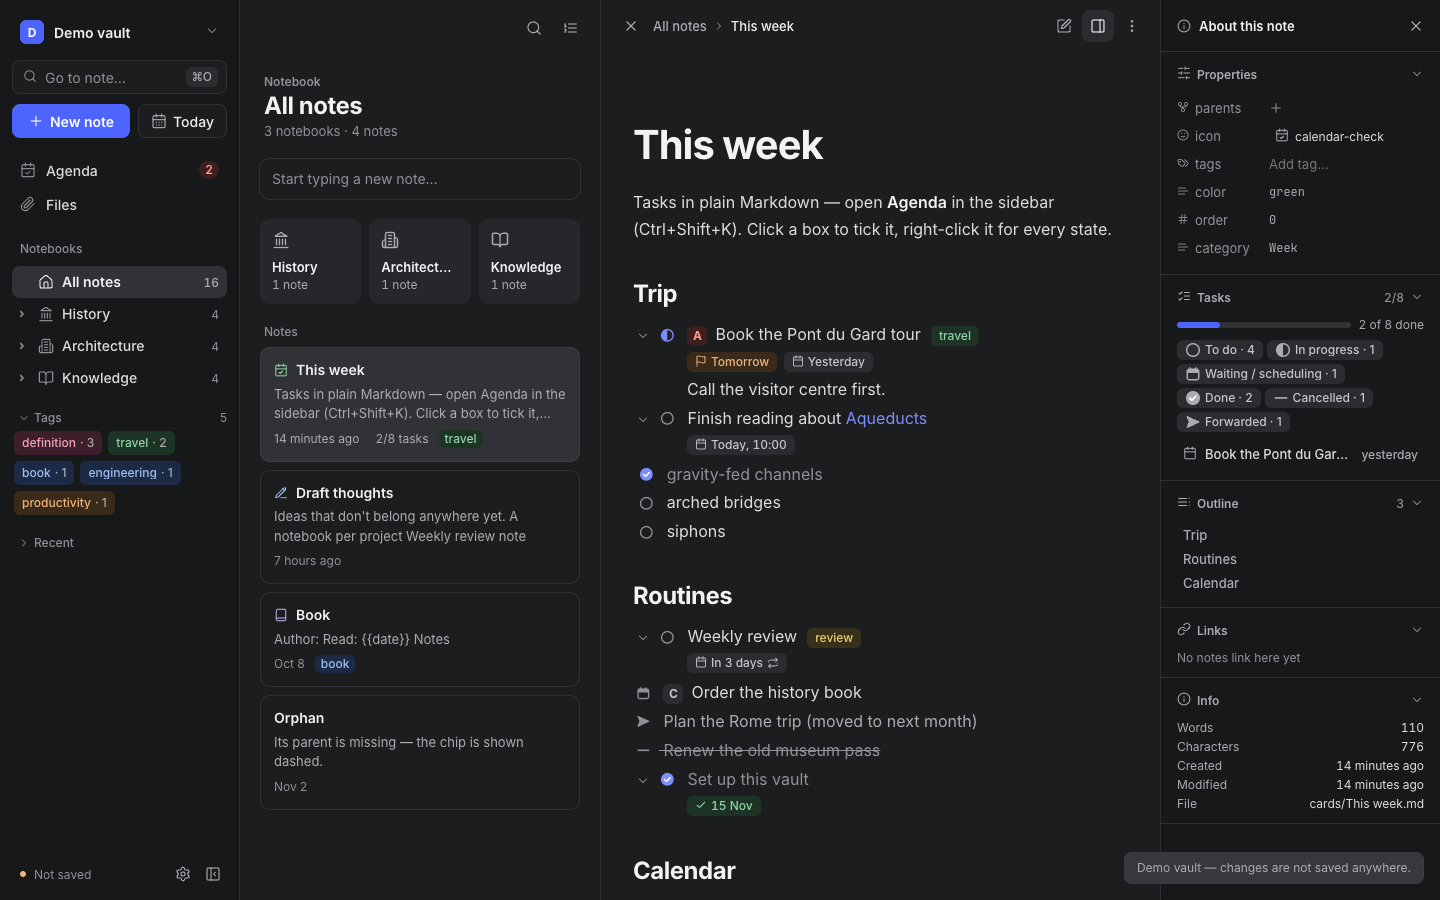 D Demo vault
Go to note... ⌘O
New note
Today
Agenda 2
Files
Notebooks
All notes 16
History 4
Architecture 4
Knowledge 4
Tags 5
definition · 3
travel · 2
book · 1
engineering · 1
productivity · 1
Recent
Not saved
Notebook
All notes
3 notebooks · 4 notes
Start typing a new note...
History
1 note
Architect...
1 note
Knowledge
1 note
Notes
This week
Tasks in plain Markdown — open Agenda in the
sidebar (Ctrl+Shift+K). Click a box to tick it,...
14 minutes ago 2/8 tasks travel
Draft thoughts
Ideas that don't belong anywhere yet. A
notebook per project Weekly review note
7 hours ago
Book
Author: Read: {{date}} Notes
Oct 8 book
Orphan
Its parent is missing — the chip is shown
dashed.
Nov 2
All notes › This week
This week
Tasks in plain Markdown — open Agenda in the sidebar
(Ctrl+Shift+K). Click a box to tick it, right-click it for every state.
Trip
A Book the Pont du Gard tour travel
Tomorrow Yesterday
Call the visitor centre first.
Finish reading about Aqueducts
Today, 10:00
gravity-fed channels
arched bridges
siphons
Routines
Weekly review review
In 3 days
C Order the history book
Plan the Rome trip (moved to next month)
Renew the old museum pass
Set up this vault
15 Nov
Calendar
About this note
Properties
parents +
icon calendar-check
tags Add tag...
color green
order 0
category Week
Tasks 2/8
2 of 8 done
To do · 4
In progress · 1
Waiting / scheduling · 1
Done · 2
Cancelled · 1
Forwarded · 1
Book the Pont du Gar... yesterday
Outline 3
Trip
Routines
Calendar
Links
No notes link here yet
Info
Words 110
Characters 776
Created 14 minutes ago
Modified 14 minutes ago
File cards/This week.md
Demo vault — changes are not saved anywhere.